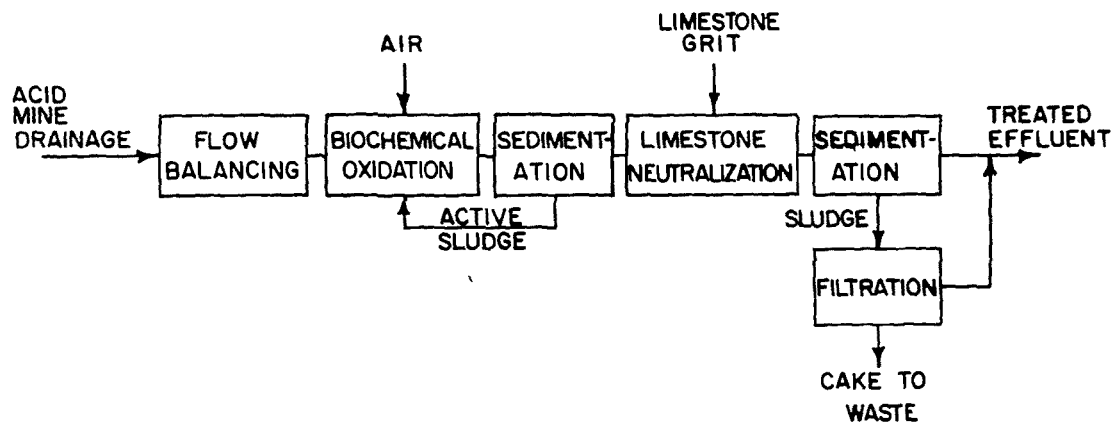 AIR
LIMESTONE
GRIT
ACID
MINE
DRAINAGE
FLOW
BALANCING
BIOCHEMICAL
OXIDATION
SEDIMENT-
ATION
LIMESTONE
NEUTRALIZATION
SEDIMENT-
ATION
TREATED
EFFLUENT
ACTIVE
SLUDGE
SLUDGE
FILTRATION
CAKE TO
WASTE